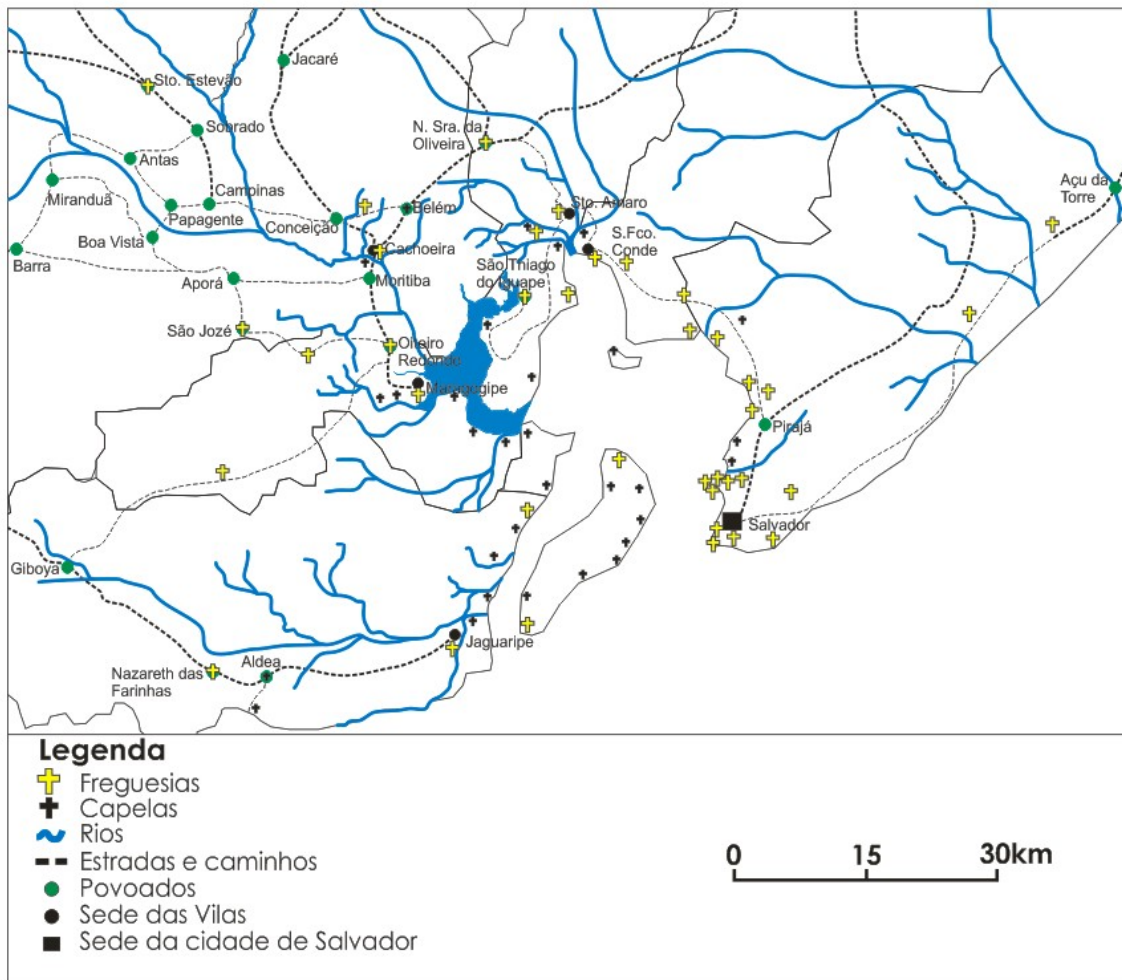 Jacaré
Sto. Estevão
Sobrado
N. Sra. da
Oliveira
Antas
Miranduã
Campinas
Papagente
Açu da
Torre
Belém
Sto. Amaro
Conceição
Boa Vista
S.Fco.
Conde
Cachoeira
Barra
São Thiago
do Iguape
Aporá
Moritiba
São Jozé
Oiteiro
Redondo
Maragogipe
Pirajá
Salvador
Giboya
Jaguaripe
Aldea
Nazareth das
Farinhas
Legenda
Freguesias
Capelas
Rios
Estradas e caminhos
Povoados
Sede das Vilas
Sede da cidade de Salvador
0 15 30km